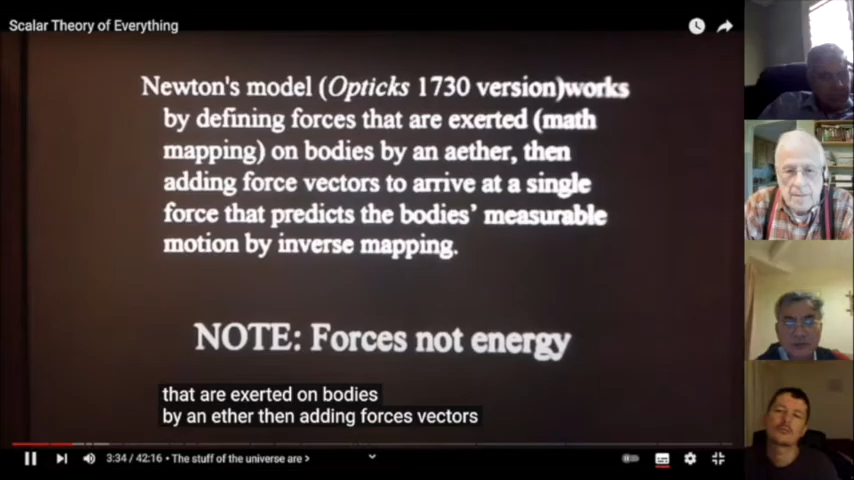 Scalar Theory of Everything
Newton's model (Opticks 1730 version)works
by defining forces that are exerted (math
mapping) on bodies by an aether, then
adding force vectors to arrive at a single
force that predicts the bodies' measurable
motion by inverse mapping.
NOTE: Forces not energy
that are exerted on bodies
by an ether then adding forces vectors
3:34 / 42:16 • The stuff of the universe are >